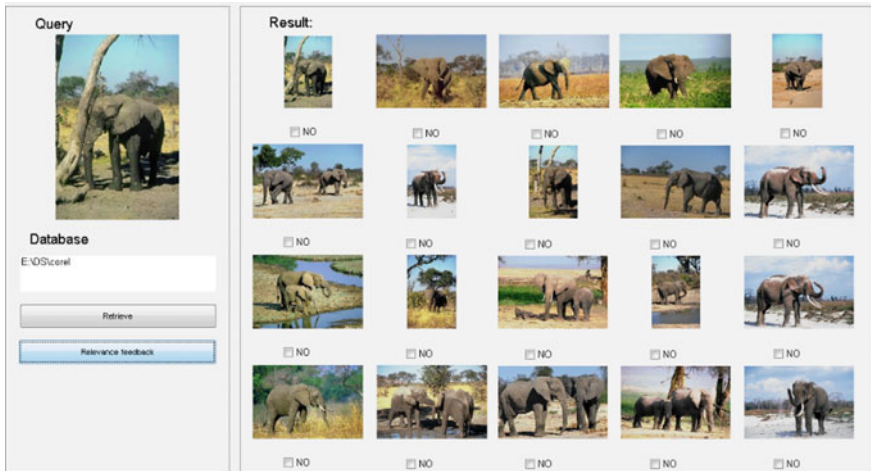 Query
Result:
NO NO NO NO NO
NO NO NO NO NO
Database
E:\DS\corel
Retrieve
NO NO NO NO NO
Relevance feedback
NO NO NO NO NO